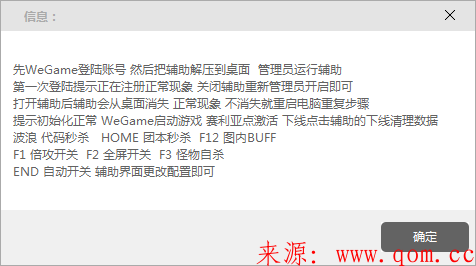 信息：
先WeGame登陆账号 然后把辅助解压到桌面 管理员运行辅助
第一次登陆提示正在注册正常现象 关闭辅助重新管理员开启即可
打开辅助后辅助会从桌面消失 正常现象 不消失就重启电脑重复步骤
提示初始化正常 WeGame启动游戏 赛利亚点激活 下线点击辅助的下线清理数据
波浪 代码秒杀 HOME 团本秒杀 F12 图内BUFF
F1 倍攻开关 F2 全屏开关 F3 怪物自杀
END 自动开关 辅助界面更改配置即可
确定
来源: www.qom.cc